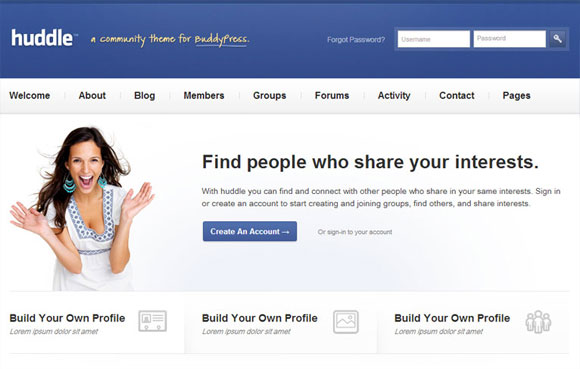 huddle™ a community theme for BuddyPress.
Forgot Password? Username Password
Welcome About Blog Members Groups Forums Activity Contact Pages
Find people who share your interests.
With huddle you can find and connect with other people who share in your same interests. Sign in
or create an account to start creating and joining groups, find others, and share interests.
Create An Account → Or sign-in to your account
Build Your Own Profile
Lorem ipsum dolor sit amet
Build Your Own Profile
Lorem ipsum dolor sit amet
Build Your Own Profile
Lorem ipsum dolor sit amet